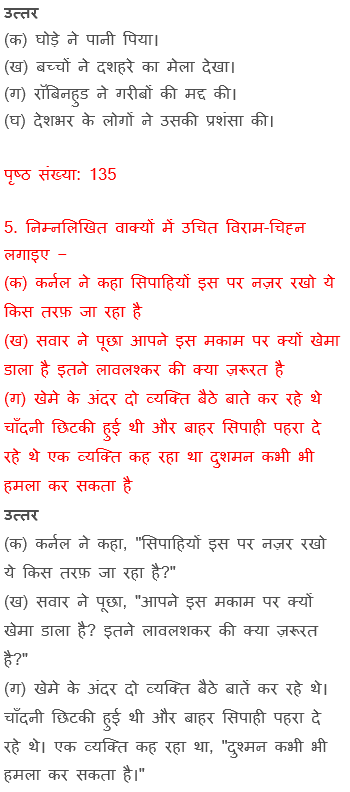 उत्तर
(क) घोड़े ने पानी पिया।
(ख) बच्चों ने दशहरे का मेला देखा।
(ग) रॉबिनहुड ने गरीबों की मद्द की।
(घ) देशभर के लोगों ने उसकी प्रशंसा की।
पृष्ठ संख्या: 135
5. निम्नलिखित वाक्यों में उचित विराम-चिह्न
लगाइए –
(क) कर्नल ने कहा सिपाहियों इस पर नज़र रखो ये
किस तरफ़ जा रहा है
(ख) सवार ने पूछा आपने इस मकाम पर क्यों खेमा
डाला है इतने लावलश्कर की क्या ज़रूरत है
(ग) खेमे के अंदर दो व्यक्ति बैठे बाते कर रहे थे
चाँदनी छिटकी हुई थी और बाहर सिपाही पहरा दे
रहे थे एक व्यक्ति कह रहा था दुशमन कभी भी
हमला कर सकता है
उत्तर
(क) कर्नल ने कहा, "सिपाहियों इस पर नज़र रखो
ये किस तरफ़ जा रहा है?"
(ख) सवार ने पूछा, "आपने इस मकाम पर क्यों
खेमा डाला है? इतने लावलशकर की क्या ज़रूरत
है?"
(ग) खेमे के अंदर दो व्यक्ति बैठे बातें कर रहे थे।
चाँदनी छिटकी हुई थी और बाहर सिपाही पहरा दे
रहे थे। एक व्यक्ति कह रहा था, "दुश्मन कभी भी
हमला कर सकता है।"